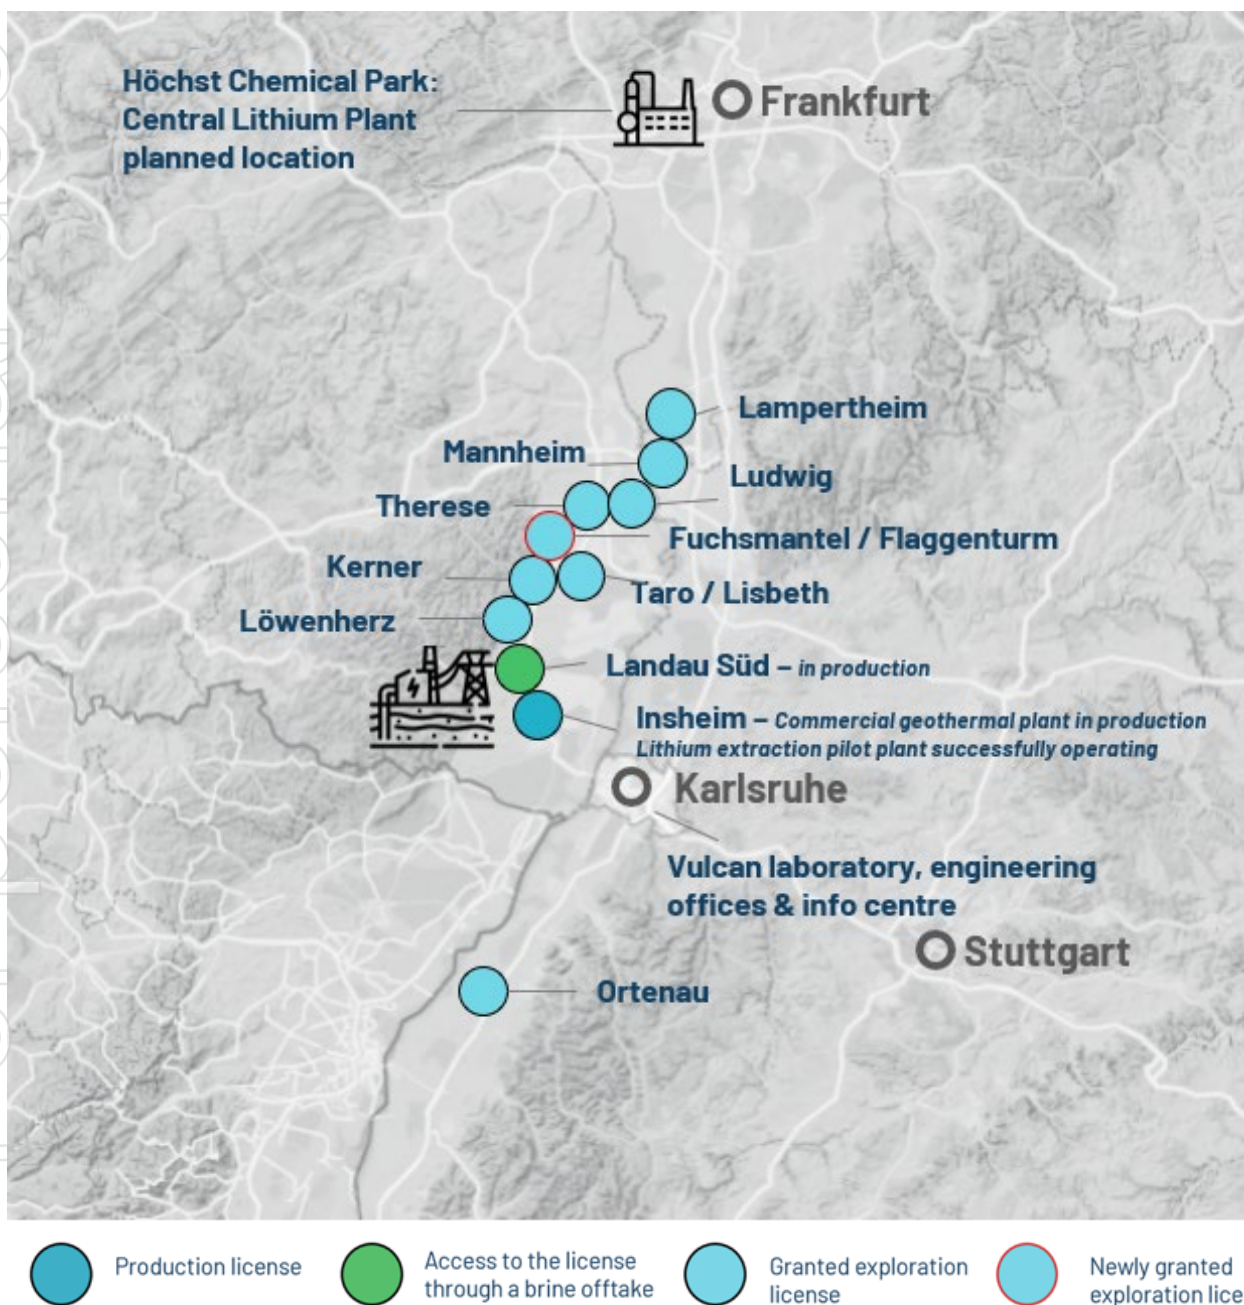 Höchst Chemical Park:
Central Lithium Plant
planned location
Frankfurt
Lampertheim
Mannheim
Ludwig
Therese
Fuchsmantel / Flaggenturm
Kerner
Taro / Lisbeth
Löwenherz
Landau Süd – in production
Insheim – Commercial geothermal plant in production
Lithium extraction pilot plant successfully operating
Karlsruhe
Vulcan laboratory, engineering
offices & info centre
Stuttgart
Ortenau
Production license
Access to the license
through a brine offtake
Granted exploration
license
Newly granted
exploration